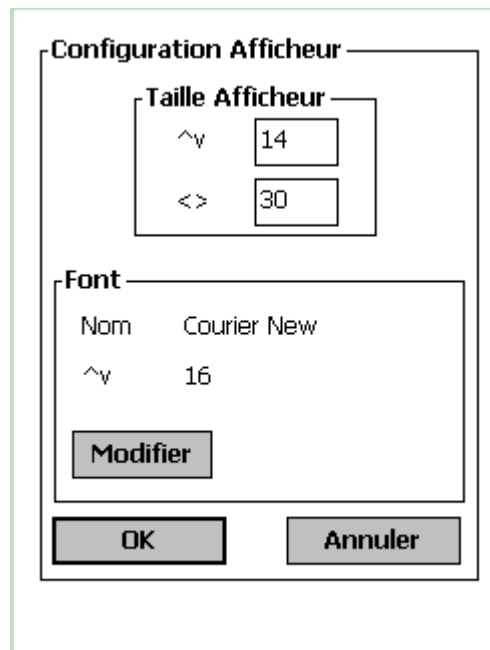 Configuration Afficheur
Taille Afficheur
^v 14
<> 30
Font
Nom Courier New
^v 16
Modifier
OK Annuler